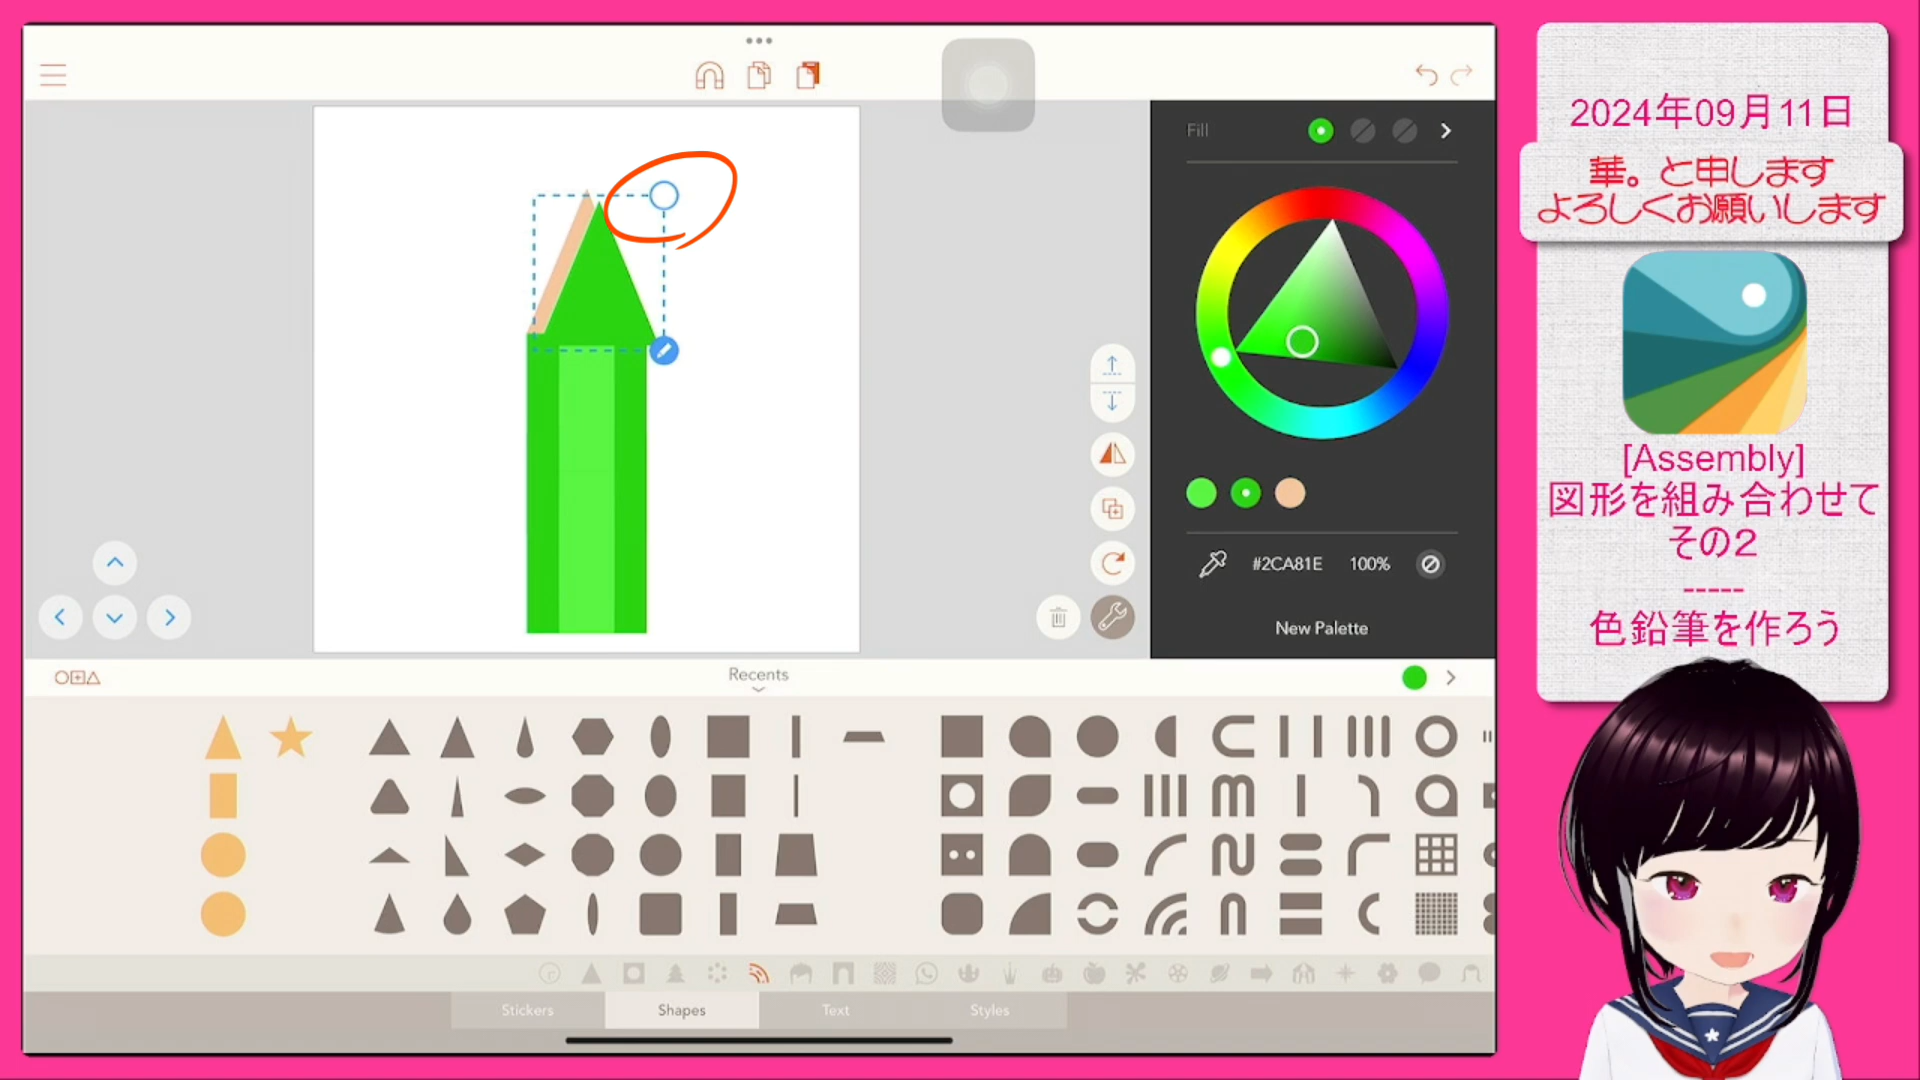 Fill
#2CA81E 100%
New Palette
Recents
Stickers
Shapes
Text
Styles
2024年09月11日
華。と申します
よろしくお願いします
[Assembly]
図形を組み合わせて
その2
-----
色鉛筆を作ろう